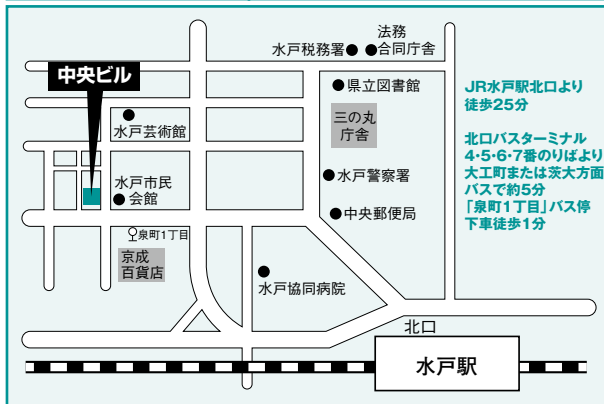 法務
合同庁舎
水戸税務署
中央ビル
県立図書館
三の丸
庁舎
水戸芸術館
水戸警察署
水戸市民
会館
中央郵便局
泉町1丁目
京成
百貨店
水戸協同病院
北口
水戸駅
JR水戸駅北口より
徒歩25分
北口バスターミナル
4・5・6・7番のりばより
大工町または茨大方面
バスで約5分
「泉町1丁目」バス停
下車徒歩1分